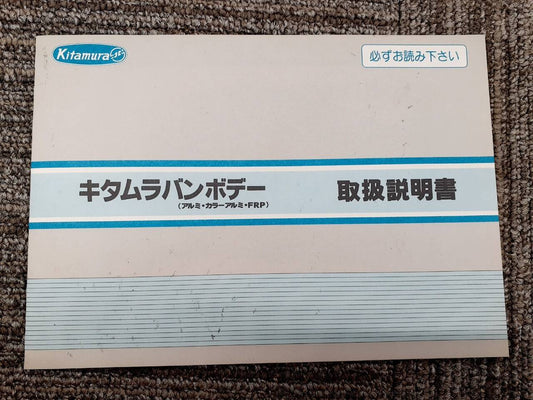 Kitamura
必ずお読み下さい
キタムラバンボデー 取扱説明書
(アルミ・カラーアルミ・FRP)